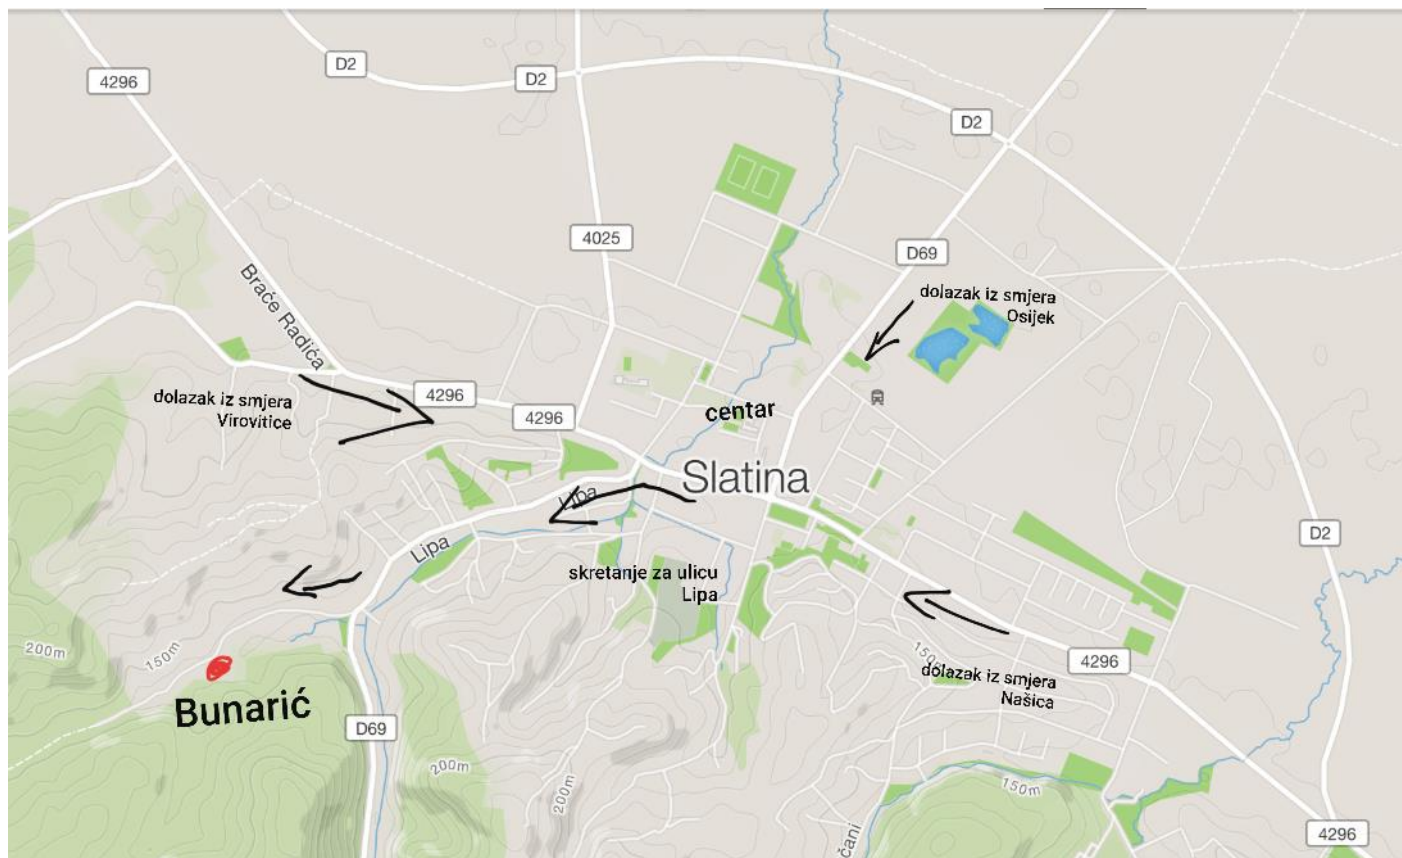 D2
D2
4296
D2
4025
D69
Braće Radića
dolazak iz smjera
Osijek
dolazak iz smjera
Virovitice
4296
4296
centar
Slatina
Lipa
Lipa
D2
skretanje za ulicu
Lipa
200m
150m
Bunarić
D69
200m
200m
150m
4296
dolazak iz smjera
Našica
150m
čani
4296